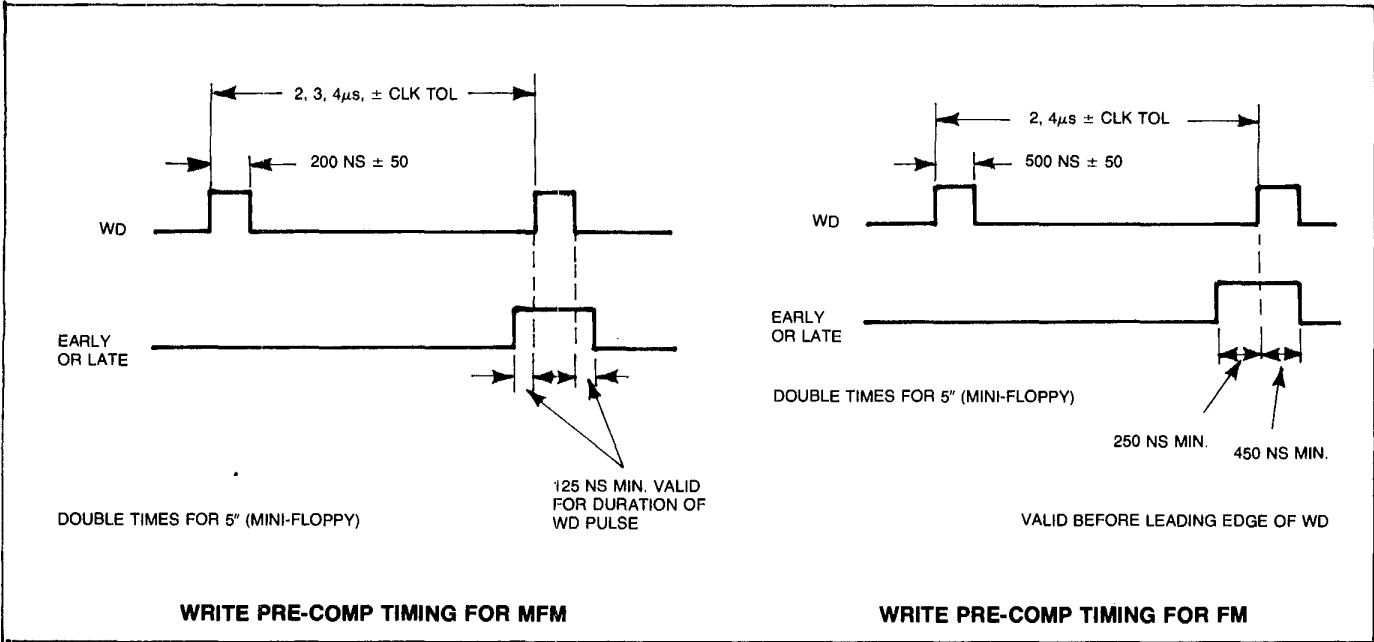 2, 3, 4μs, ± CLK TOL
200 NS ± 50
WD
EARLY
OR LATE
125 NS MIN. VALID
FOR DURATION OF
WD PULSE
DOUBLE TIMES FOR 5" (MINI-FLOPPY)
WRITE PRE-COMP TIMING FOR MFM
2, 4μs ± CLK TOL
500 NS ± 50
WD
EARLY
OR LATE
DOUBLE TIMES FOR 5" (MINI-FLOPPY)
250 NS MIN.
450 NS MIN.
VALID BEFORE LEADING EDGE OF WD
WRITE PRE-COMP TIMING FOR FM